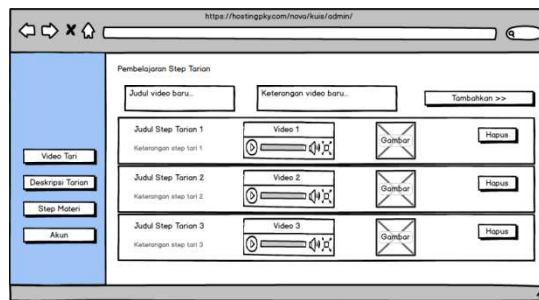 https://hostingpky.com/nova/kuis/admin/
Pembelajaran Step Tarian
Judul video baru..
Keterangan video baru..
Tambahkan >>
Video Tari
Deskripsi Tarian
Step Materi
Akun
Judul Step Tarian 1
Keterangan step tari 1
Video 1
Gambar
Hapus
Judul Step Tarian 2
Keterangan step tari 2
Video 2
Gambar
Hapus
Judul Step Tarian 3
Keterangan step tari 3
Video 3
Gambar
Hapus